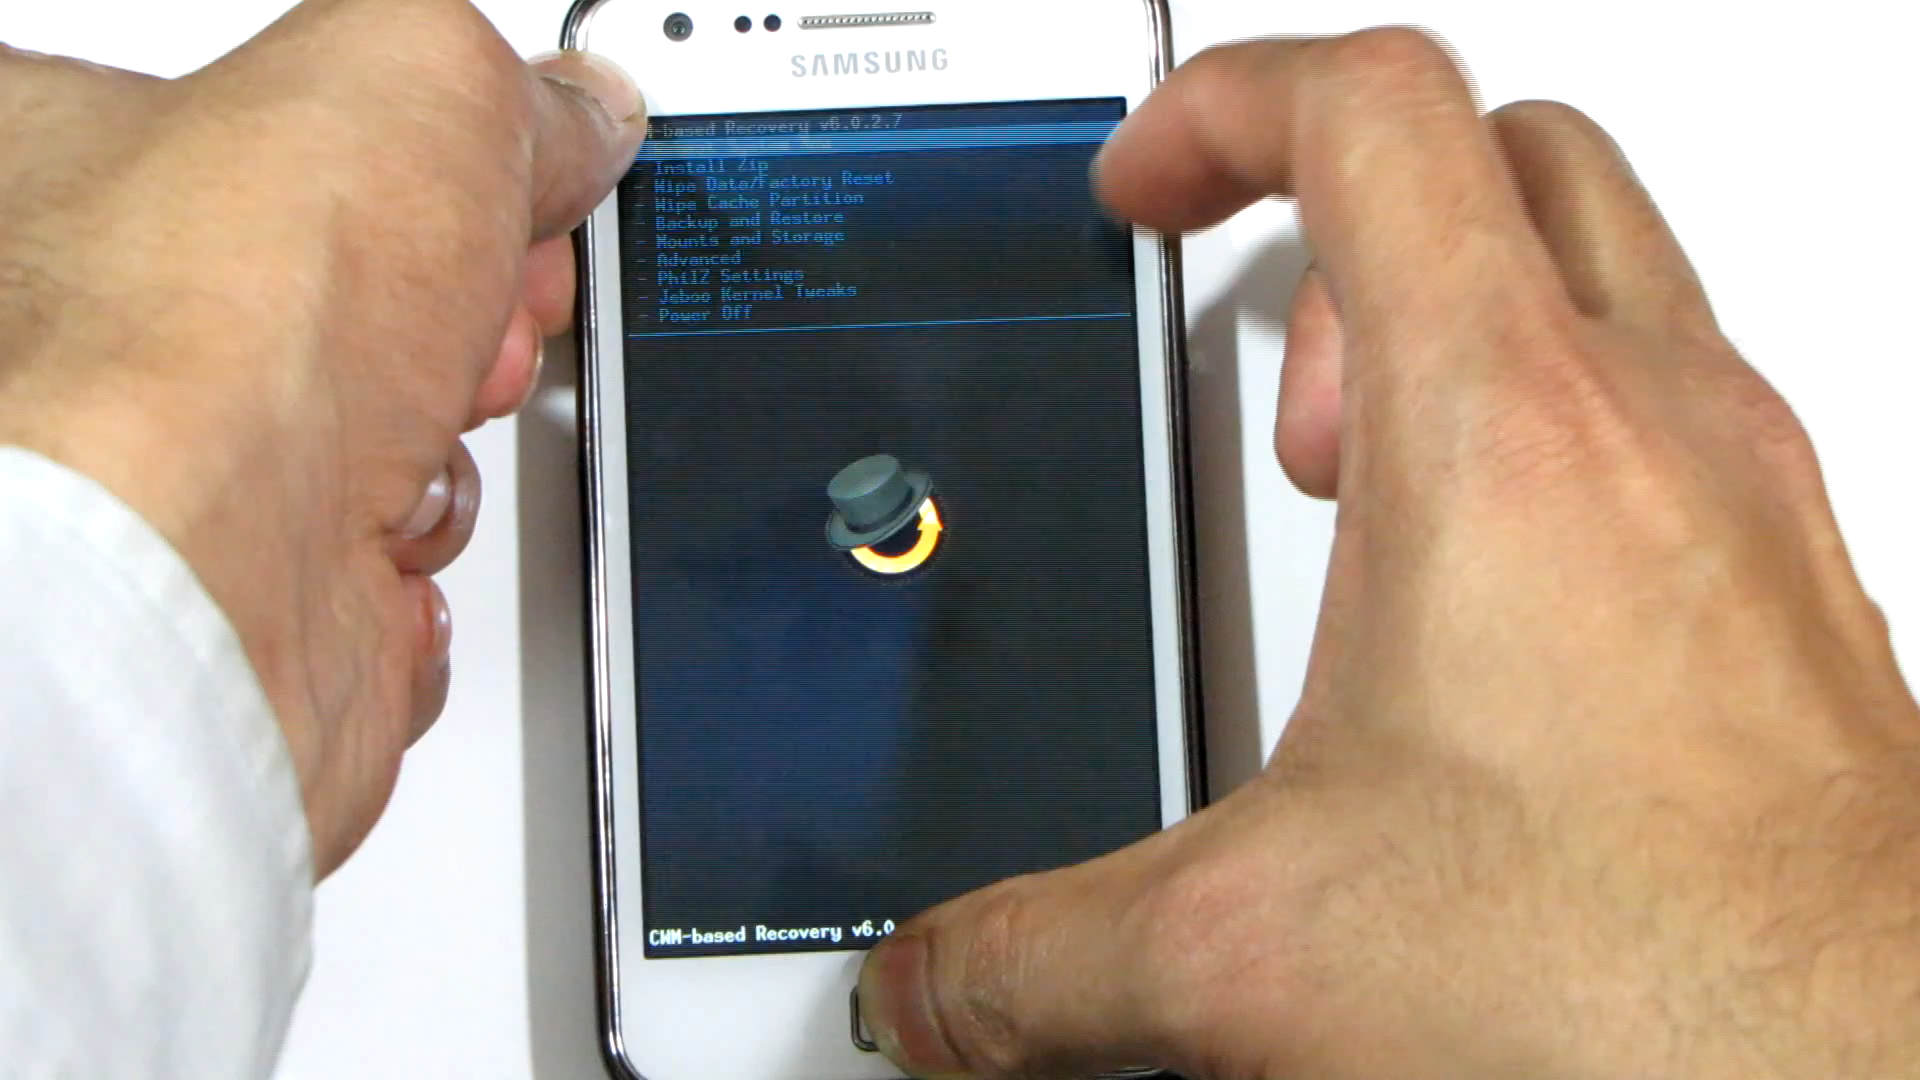 SAMSUNG
M-based Recovery v6.0.2.7
- Install Zip
- Wipe Data/Factory Reset
- Wipe Cache Partition
- Backup and Restore
- Mounts and Storage
- Advanced
- PhilZ Settings
- Jeboo Kernel Tweaks
- Power Off
CWM-based Recovery v6.0